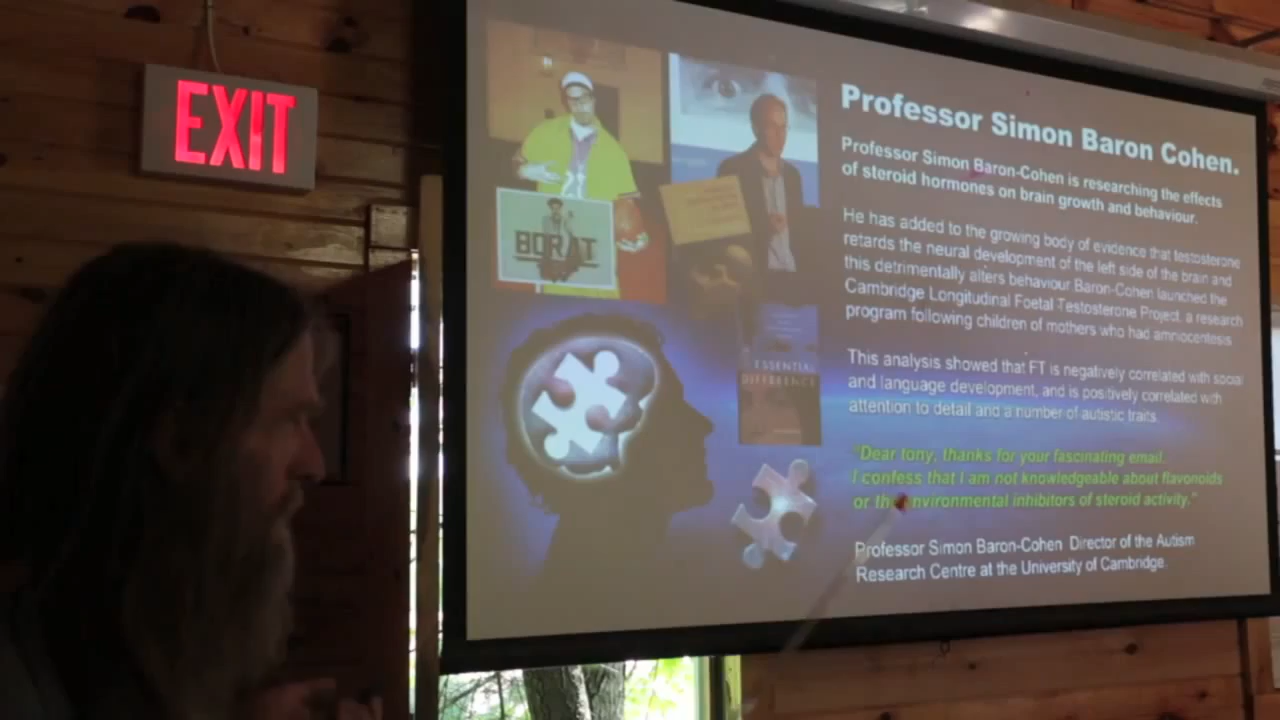 EXIT
BORAT
ESSENTIAL
DIFFERENCE
Professor Simon Baron Cohen.
Professor Simon Baron-Cohen is researching the effects
of steroid hormones on brain growth and behaviour.
He has added to the growing body of evidence that testosterone
retards the neural development of the left side of the brain and
this detrimentally alters behaviour.Baron-Cohen launched the
Cambridge Longitudinal Foetal Testosterone Project, a research
program following children of mothers who had amniocentesis
This analysis showed that FT is negatively correlated with social
and language development, and is positively correlated with
attention to detail and a number of autistic traits.
"Dear tony, thanks for your fascinating email.
I confess that I am not knowledgeable about flavonoids
or the environmental inhibitors of steroid activity."
Professor Simon Baron-Cohen Director of the Autism
Research Centre at the University of Cambridge.